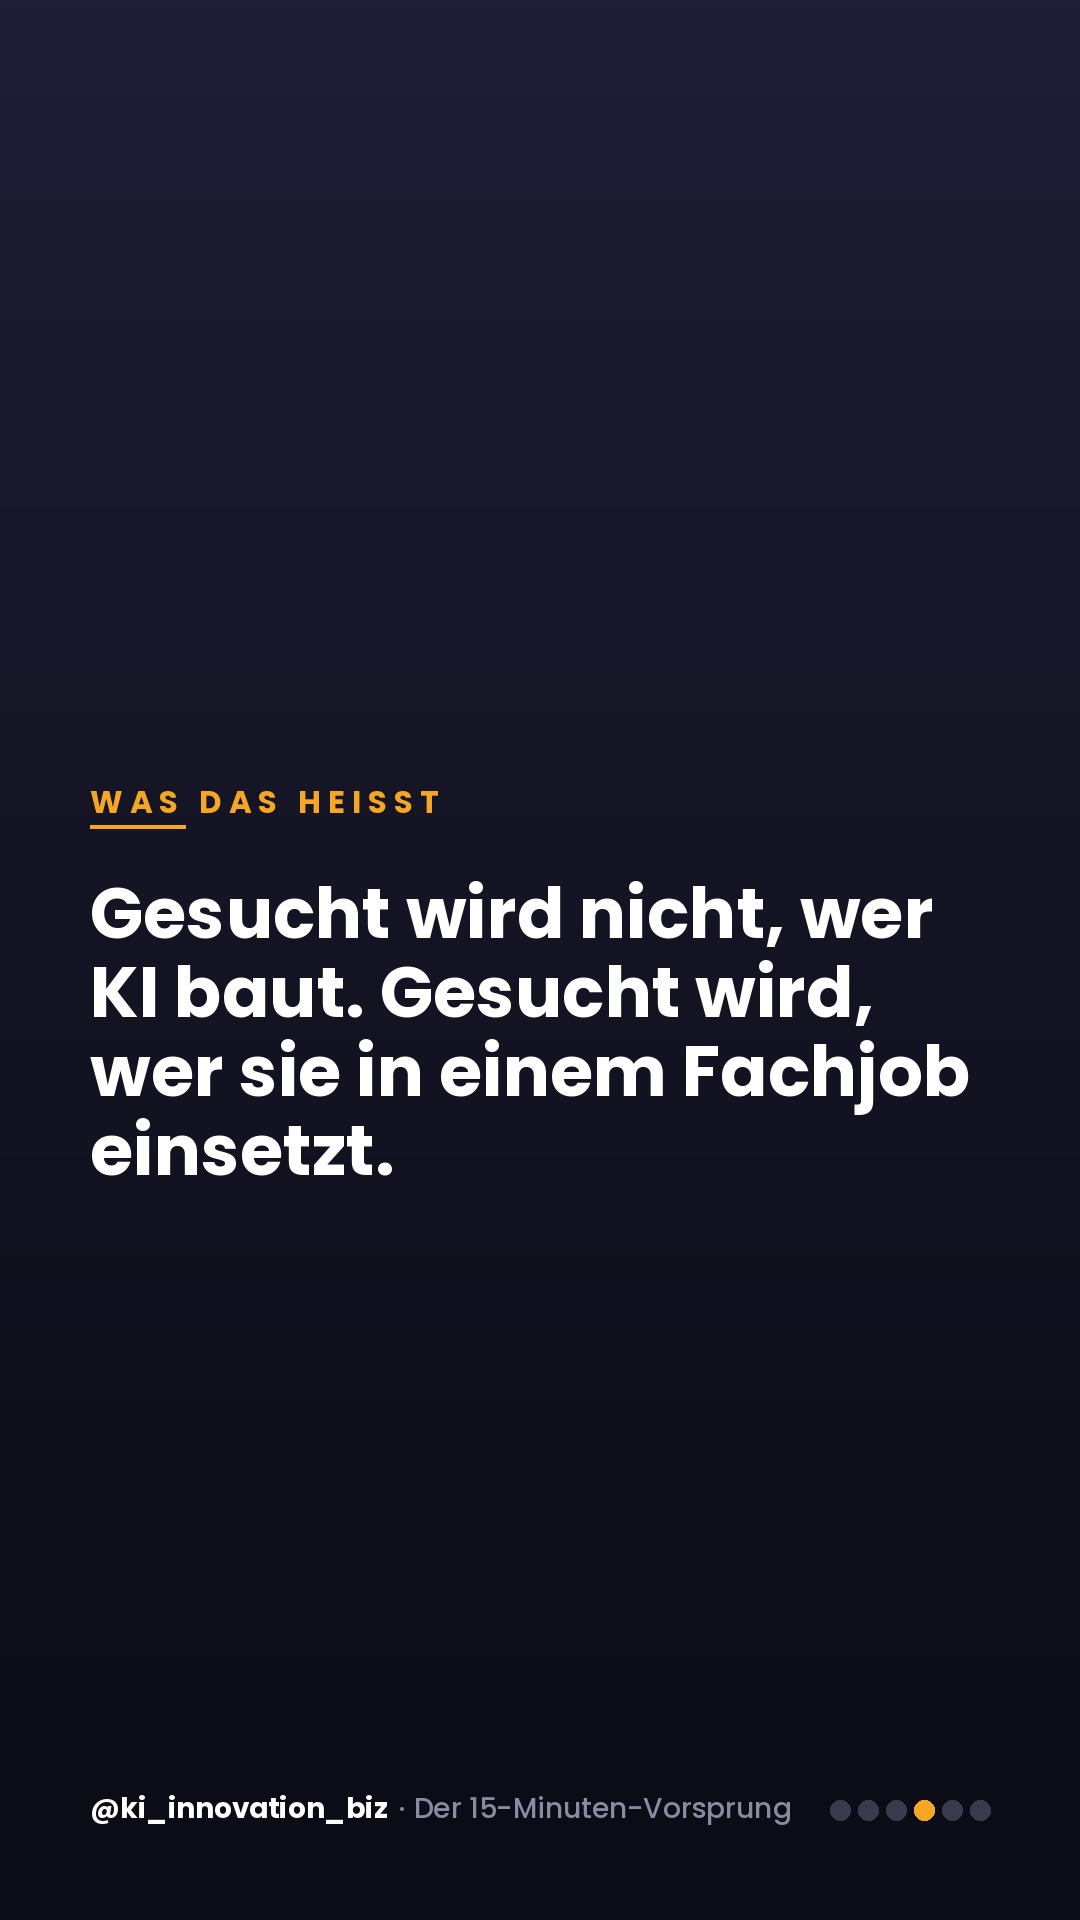 WAS DAS HEISST
Gesucht wird nicht, wer
KI baut. Gesucht wird,
wer sie in einem Fachjob
einsetzt.
@ki_innovation_biz · Der 15-Minuten-Vorsprung